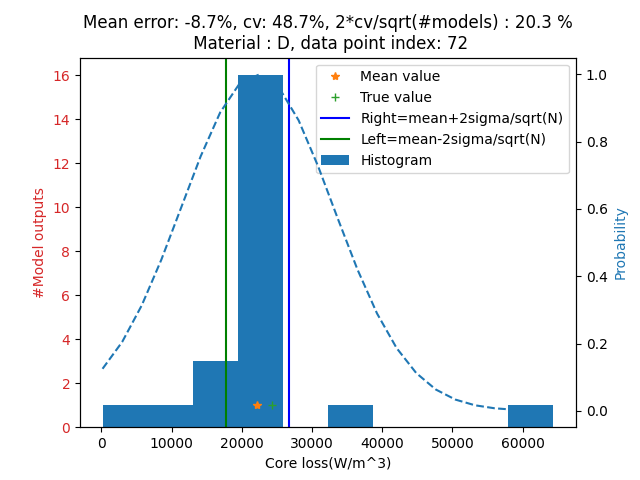 Mean error: -8.7%, cv: 48.7%, 2*cv/sqrt(#models) : 20.3 %
Material : D, data point index: 72
Mean value
True value
Right=mean+2sigma/sqrt(N)
Left=mean-2sigma/sqrt(N)
Histogram
#Model outputs
16
14
12
10
8
6
4
2
0
1.0
0.8
0.6
0.4
0.2
0.0
Probability
0 10000 20000 30000 40000 50000 60000
Core loss(W/m^3)